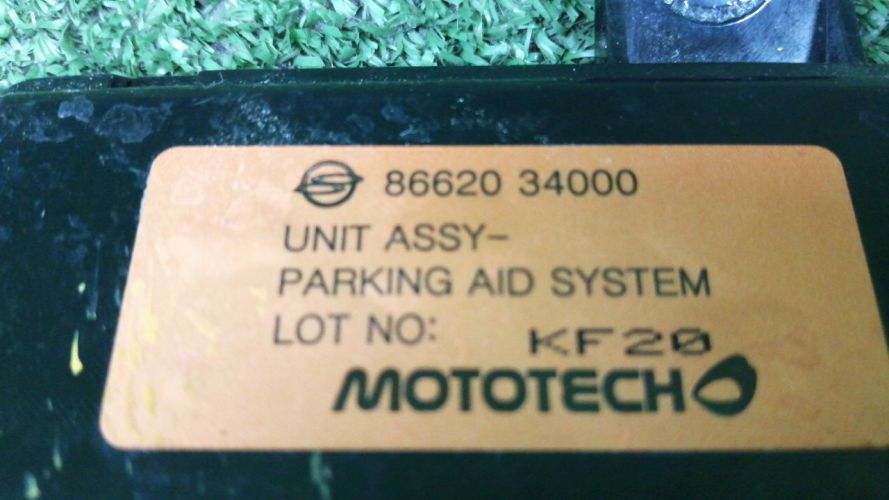 86620 34000
UNIT ASSY-
PARKING AID SYSTEM
LOT NO: KF20
MOTOTECH